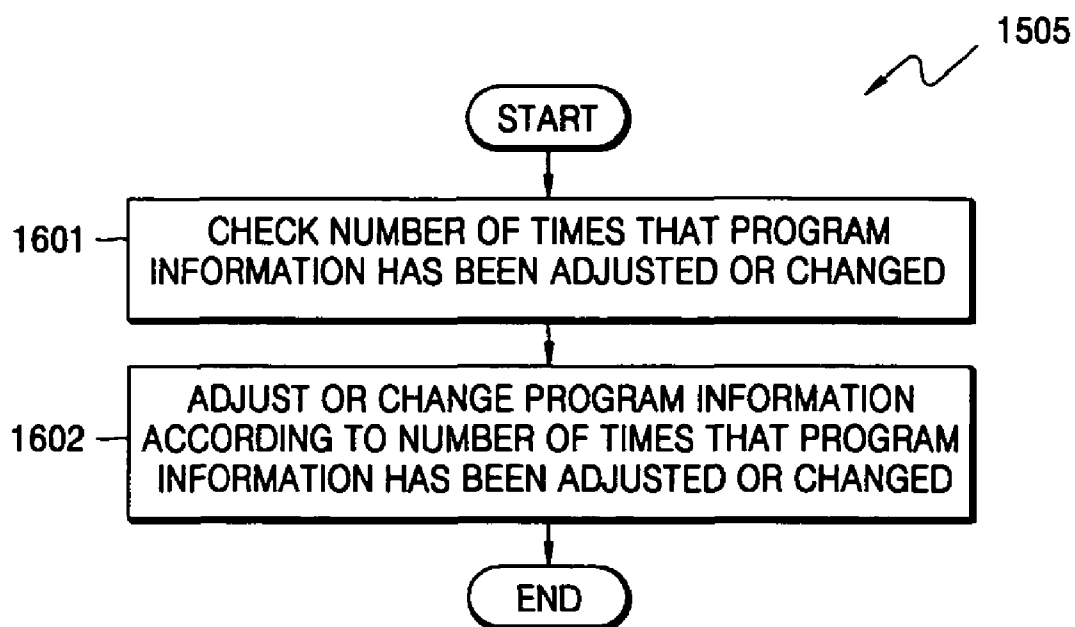 1505
START
1601
CHECK NUMBER OF TIMES THAT PROGRAM
INFORMATION HAS BEEN ADJUSTED OR CHANGED
ADJUST OR CHANGE PROGRAM INFORMATION
1602
ACCORDING TO NUMBER OF TIMES THAT PROGRAM
INFORMATION HAS BEEN ADJUSTED OR CHANGED
END